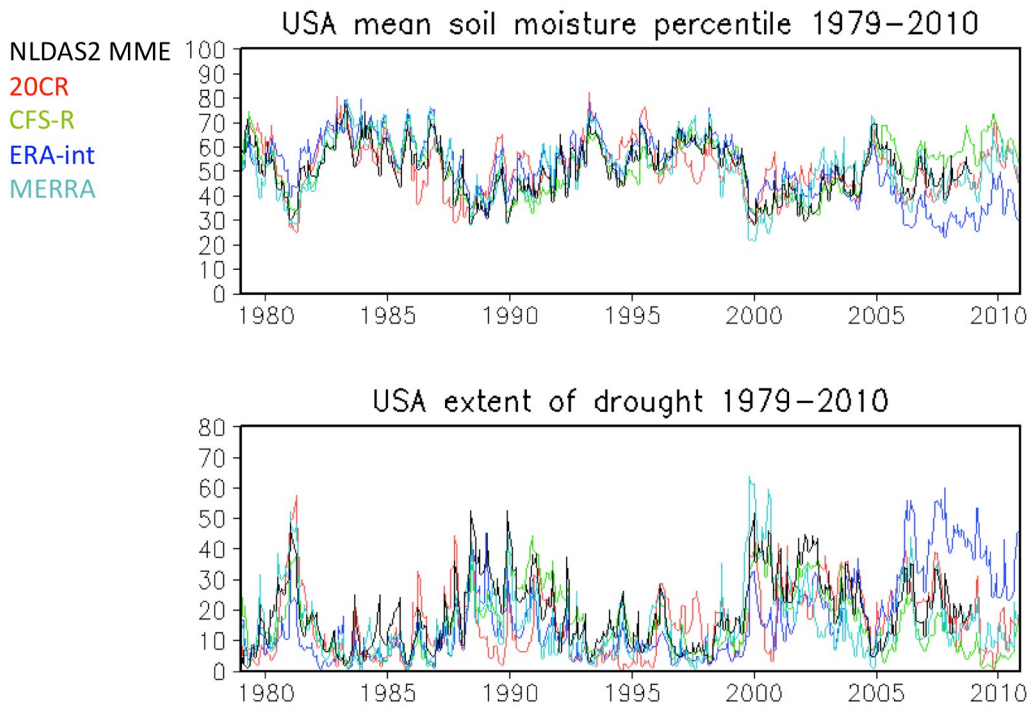 USA mean soil moisture percentile 1979-2010
NLDAS2 MME
20CR
CFS-R
ERA-int
MERRA
100
90
80
70
60
50
40
30
20
10
0
1980 1985 1990 1995 2000 2005 2010
USA extent of drought 1979-2010
80
70
60
50
40
30
20
10
0
1980 1985 1990 1995 2000 2005 2010